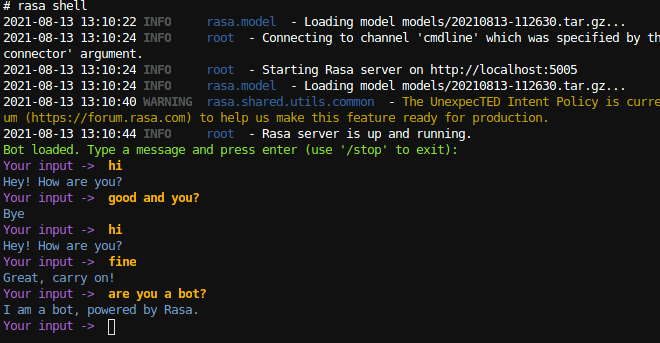 # rasa shell
2021-08-13 13:10:22 INFO     rasa.model  - Loading model models/20210813-112630.tar.gz...
2021-08-13 13:10:24 INFO     root  - Connecting to channel 'cmdline' which was specified by th
connector' argument.
2021-08-13 13:10:24 INFO     root  - Starting Rasa server on http://localhost:5005
2021-08-13 13:10:24 INFO     rasa.model  - Loading model models/20210813-112630.tar.gz...
2021-08-13 13:10:40 WARNING  rasa.shared.utils.common  - The UnexpecTED Intent Policy is curre
um (https://forum.rasa.com) to help us make this feature ready for production.
2021-08-13 13:10:44 INFO     root  - Rasa server is up and running.
Bot loaded. Type a message and press enter (use '/stop' to exit):
Your input ->  hi
Hey! How are you?
Your input ->  good and you?
Bye
Your input ->  hi
Hey! How are you?
Your input ->  fine
Great, carry on!
Your input ->  are you a bot?
I am a bot, powered by Rasa.
Your input ->